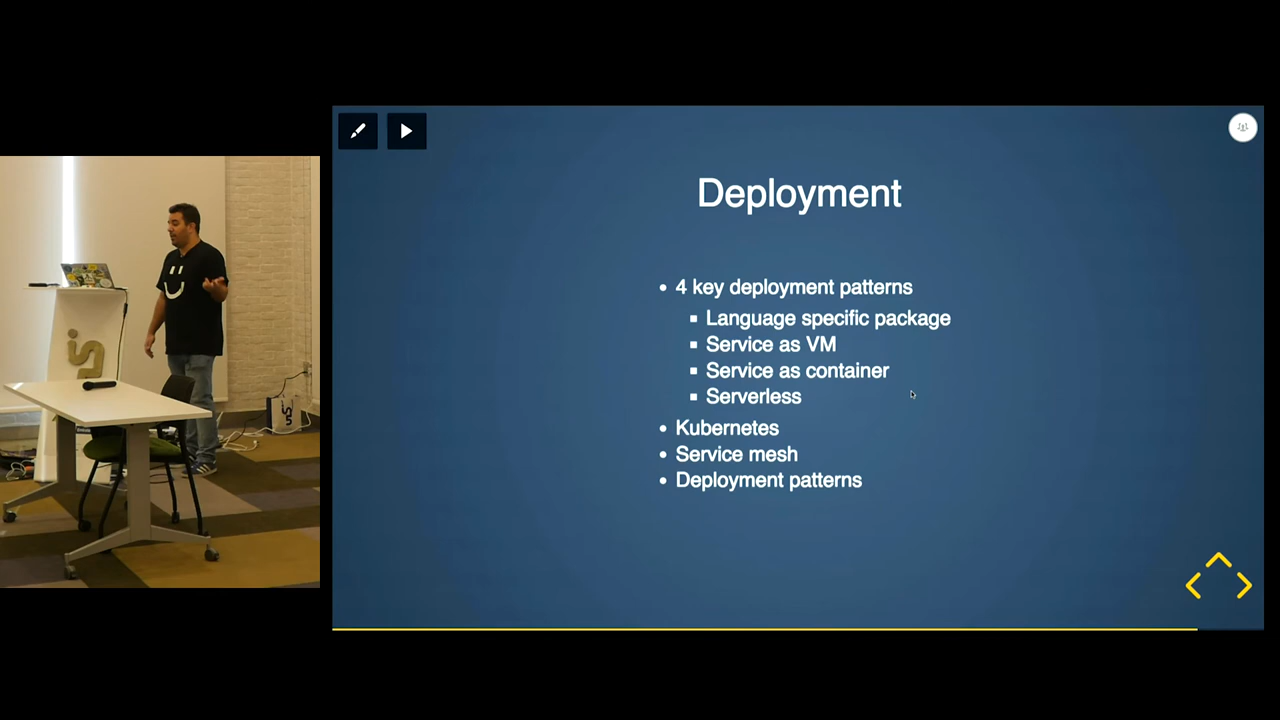 Deployment
4 key deployment patterns
Language specific package
Service as VM
Service as container
Serverless
Kubernetes
Service mesh
Deployment patterns